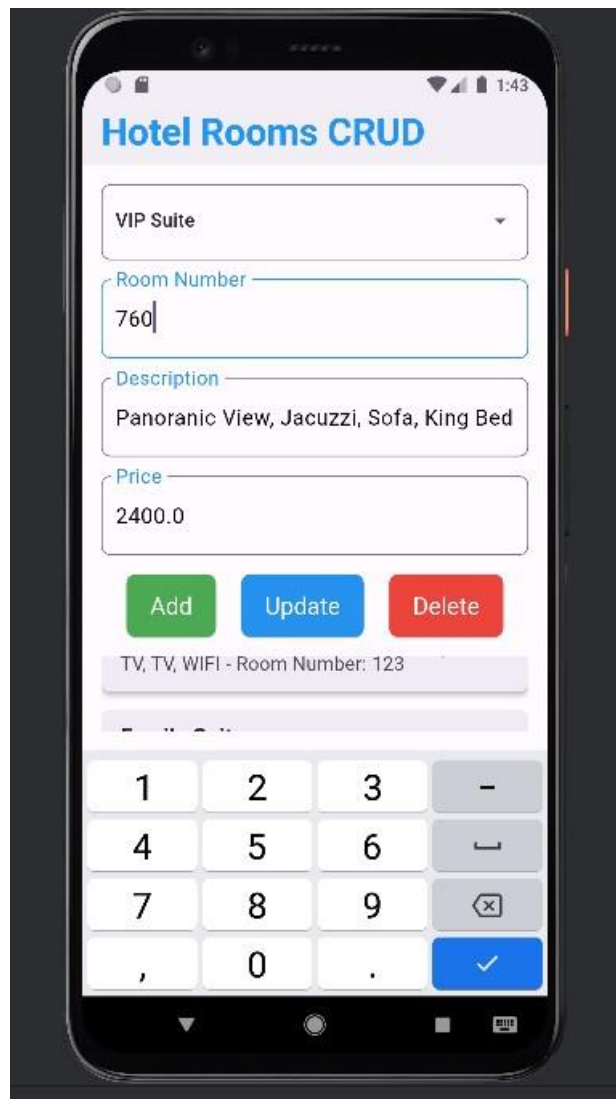 1:43
Hotel Rooms CRUD
VIP Suite
Room Number
760
Description
Panoranic View, Jacuzzi, Sofa, King Bed
Price
2400.0
Add Update Delete
TV, TV, WIFI - Room Number: 123
1 2 3 -
4 5 6
7 8 9
, 0 .